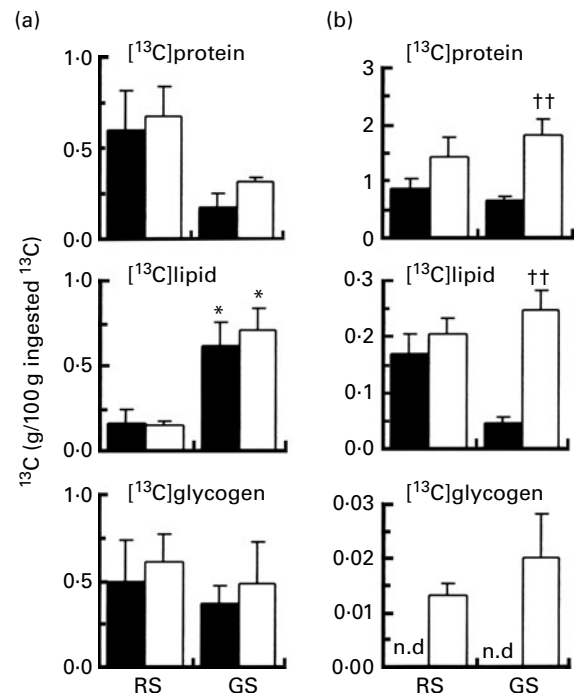 (a)
[¹³C]protein
1·0
0·5
0·0
[¹³C]lipid
1·0
* *
0·5
0·0
[¹³C]glycogen
1·0
0·5
0·0
RS GS
¹³C (g/100 g ingested ¹³C)
(b)
[¹³C]protein
3
††
2
1
0
[¹³C]lipid
0·3
††
0·2
0·1
0·0
[¹³C]glycogen
0·03
0·02
0·01
n.d n.d
0·00
RS GS